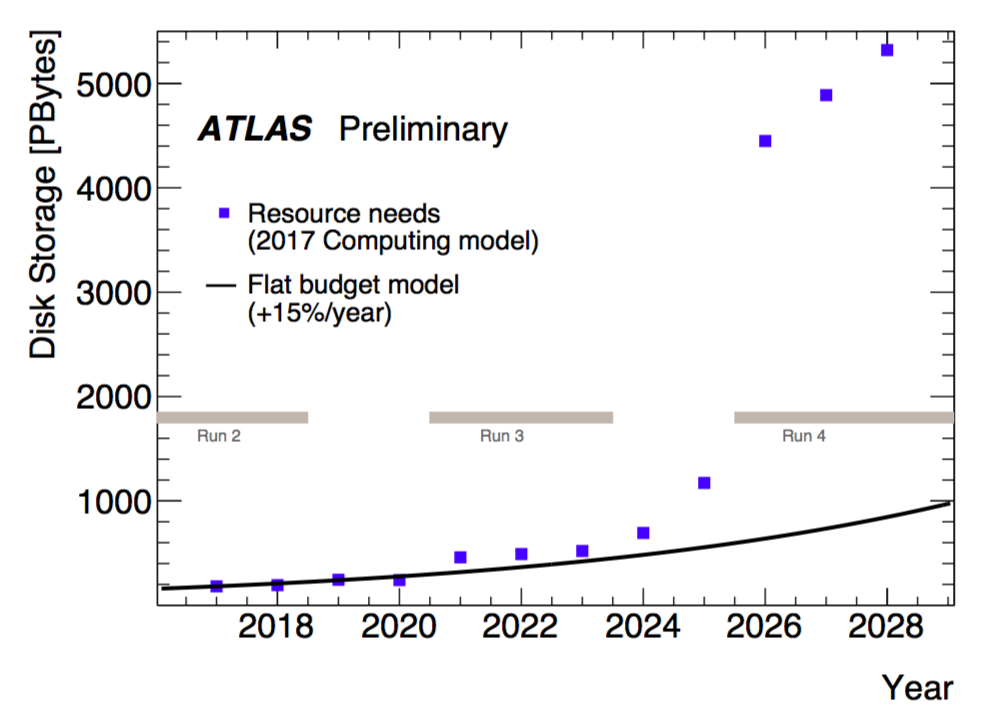 Disk Storage [PBytes]
5000
4000
3000
2000
1000
ATLAS Preliminary
Resource needs
(2017 Computing model)
Flat budget model
(+15%/year)
Run 2
Run 3
Run 4
2018
2020
2022
2024
2026
2028
Year